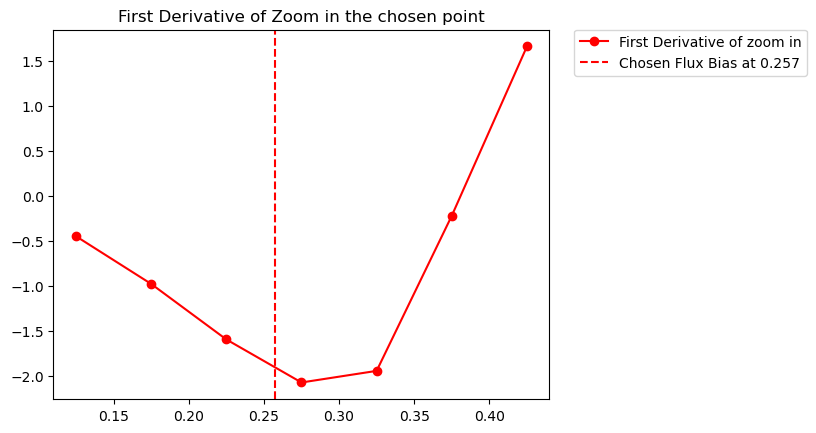 First Derivative of Zoom in the chosen point
First Derivative of zoom in
Chosen Flux Bias at 0.257
1.5
1.0
0.5
0.0
−0.5
−1.0
−1.5
−2.0
0.15 0.20 0.25 0.30 0.35 0.40